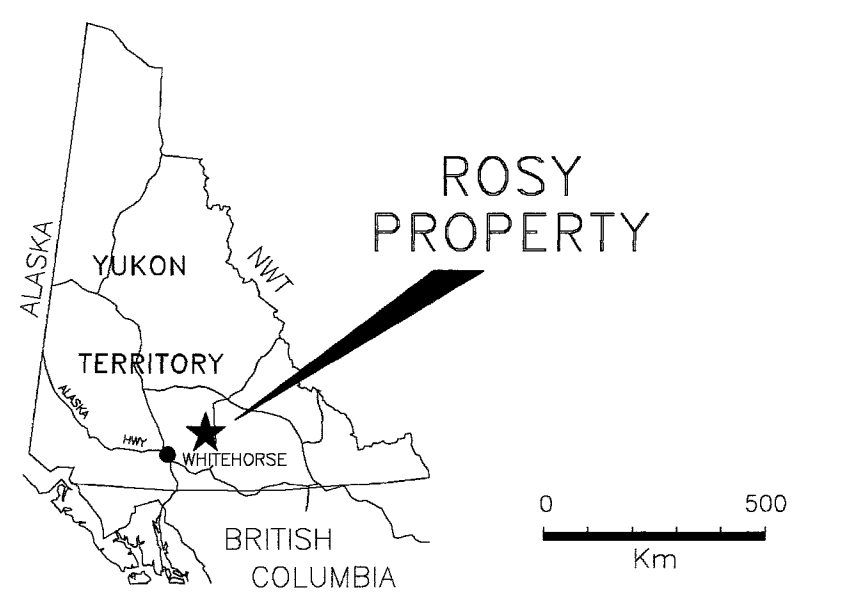 ROSY
PROPERTY
ALASKA
YUKON
NWT
TERRITORY
ALASKA
HWY
WHITEHORSE
0 500
Km
BRITISH
COLUMBIA